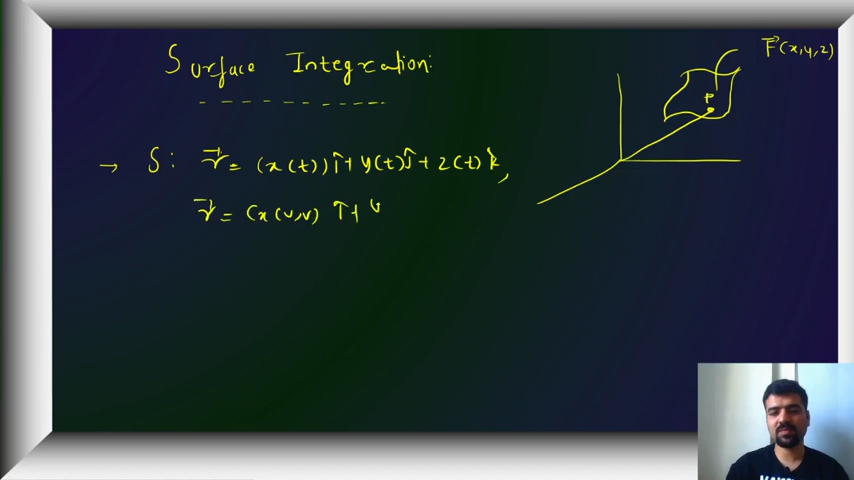 Surface Integration:
F⃗(x,y,z)
P
→ S: r⃗ = (x(t))î + y(t)ĵ + z(t)k̂,
r⃗ = (x(u,v) î +